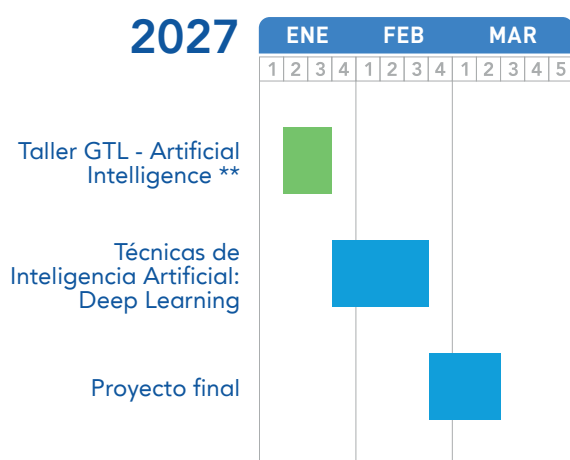 2027
ENE FEB MAR
1 2 3 4 1 2 3 4 1 2 3 4 5
Taller GTL - Artificial
Intelligence **
Técnicas de
Inteligencia Artificial:
Deep Learning
Proyecto final